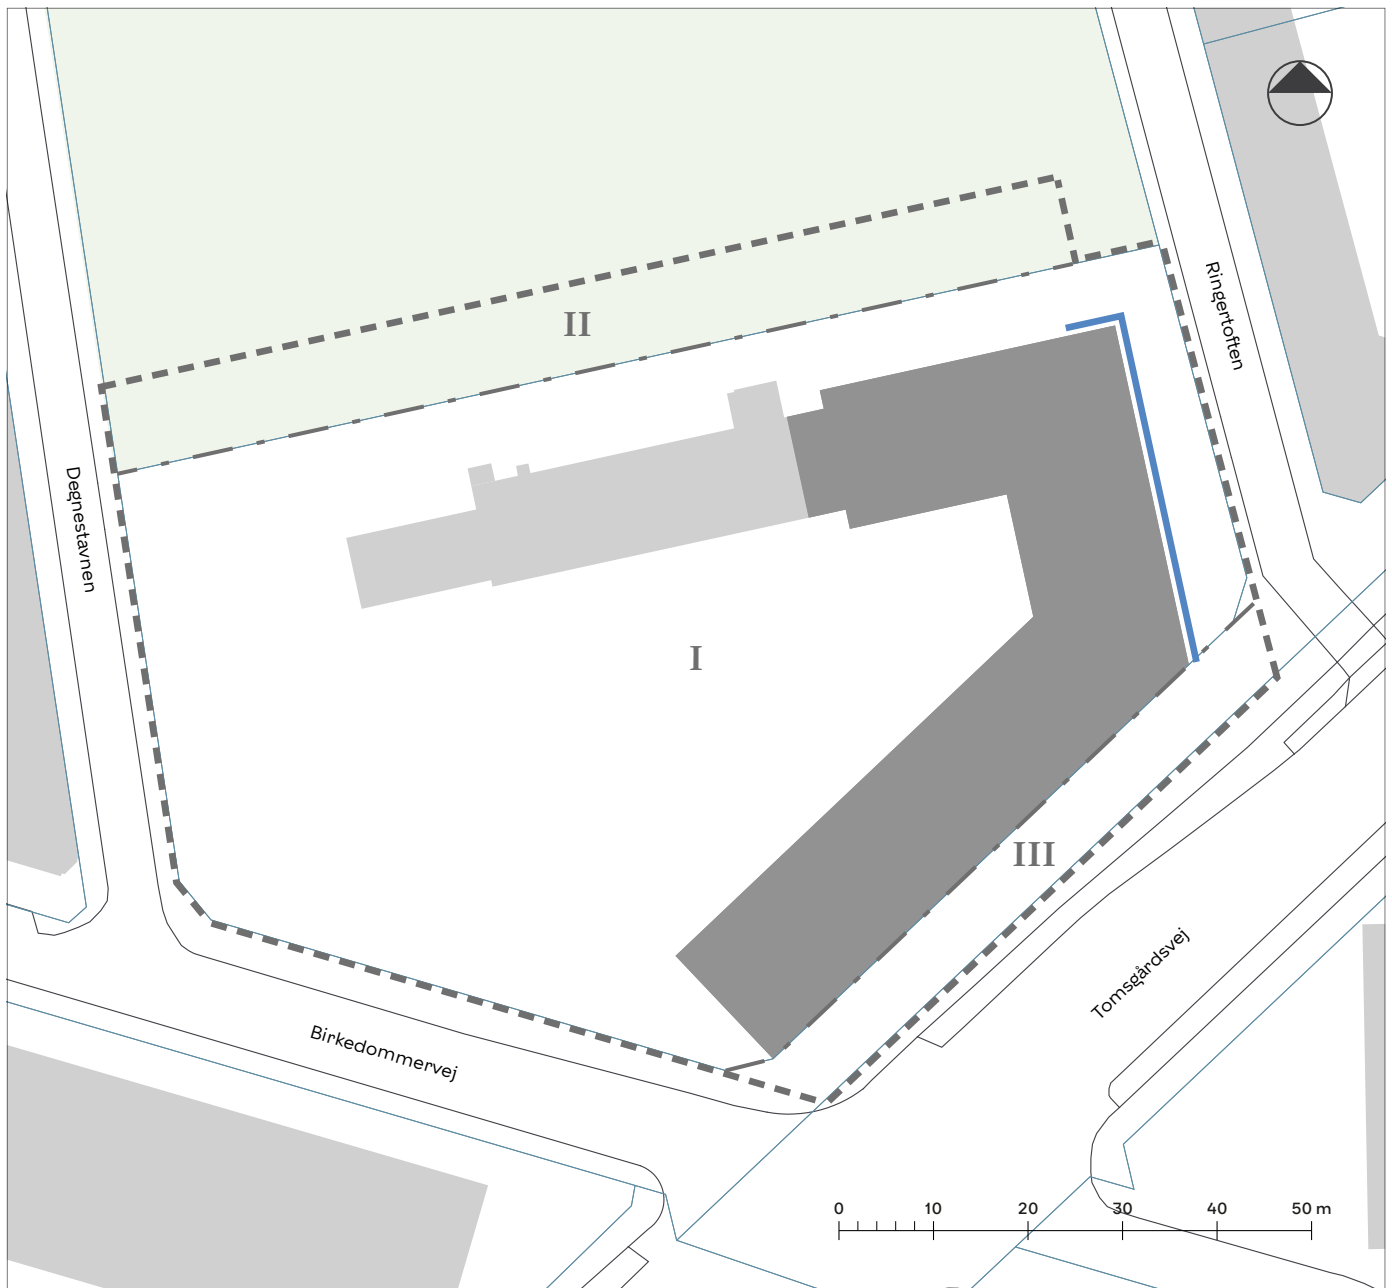 Ringertoften
II
Degnestavnen
I
III
Tomsgårdsvej
Birkedommervej
0 10 20 30 40 50 m